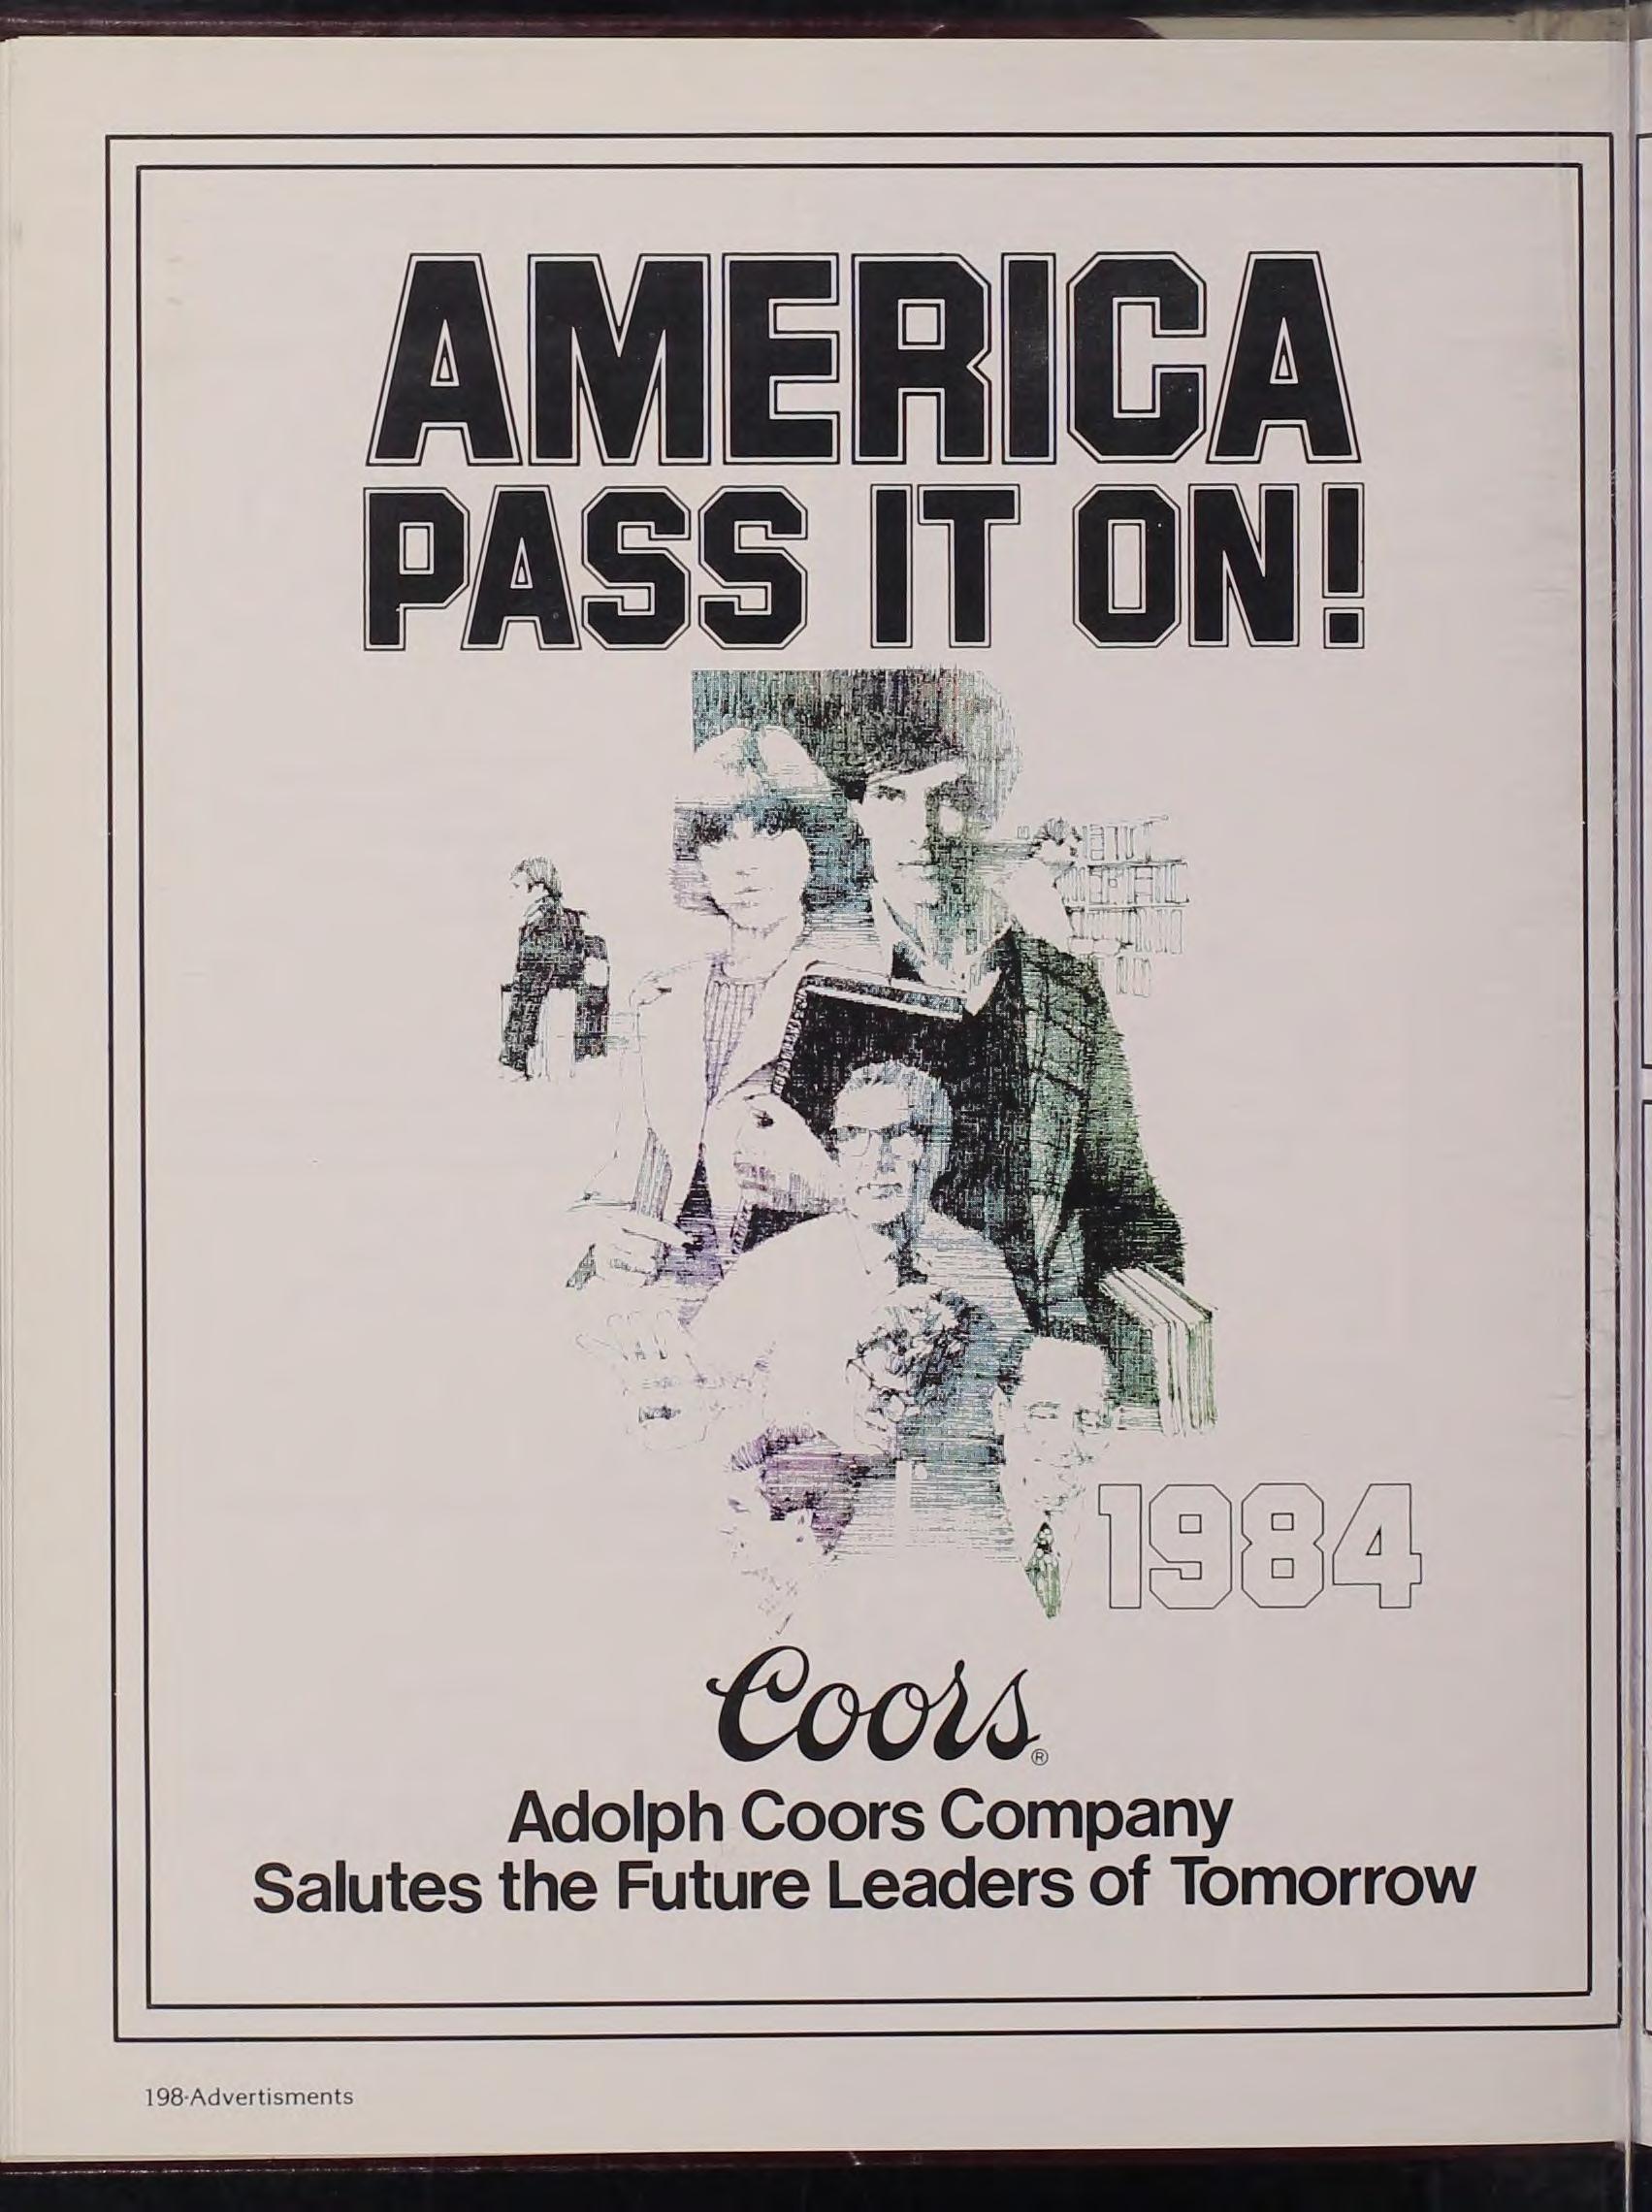 AMERICA
PASS IT ON!
1984
Coors®
Adolph Coors Company
Salutes the Future Leaders of Tomorrow
198·Advertisments